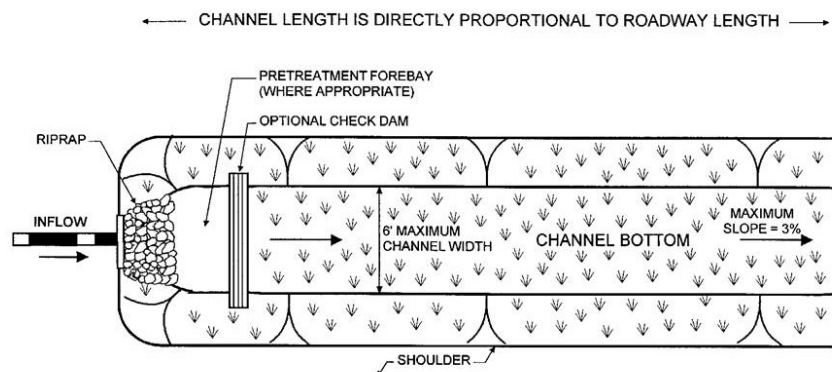 CHANNEL LENGTH IS DIRECTLY PROPORTIONAL TO ROADWAY LENGTH
PRETREATMENT FOREBAY
(WHERE APPROPRIATE)
OPTIONAL CHECK DAM
RIPRAP
INFLOW
6' MAXIMUM
CHANNEL WIDTH
CHANNEL BOTTOM
MAXIMUM
SLOPE = 3%
SHOULDER